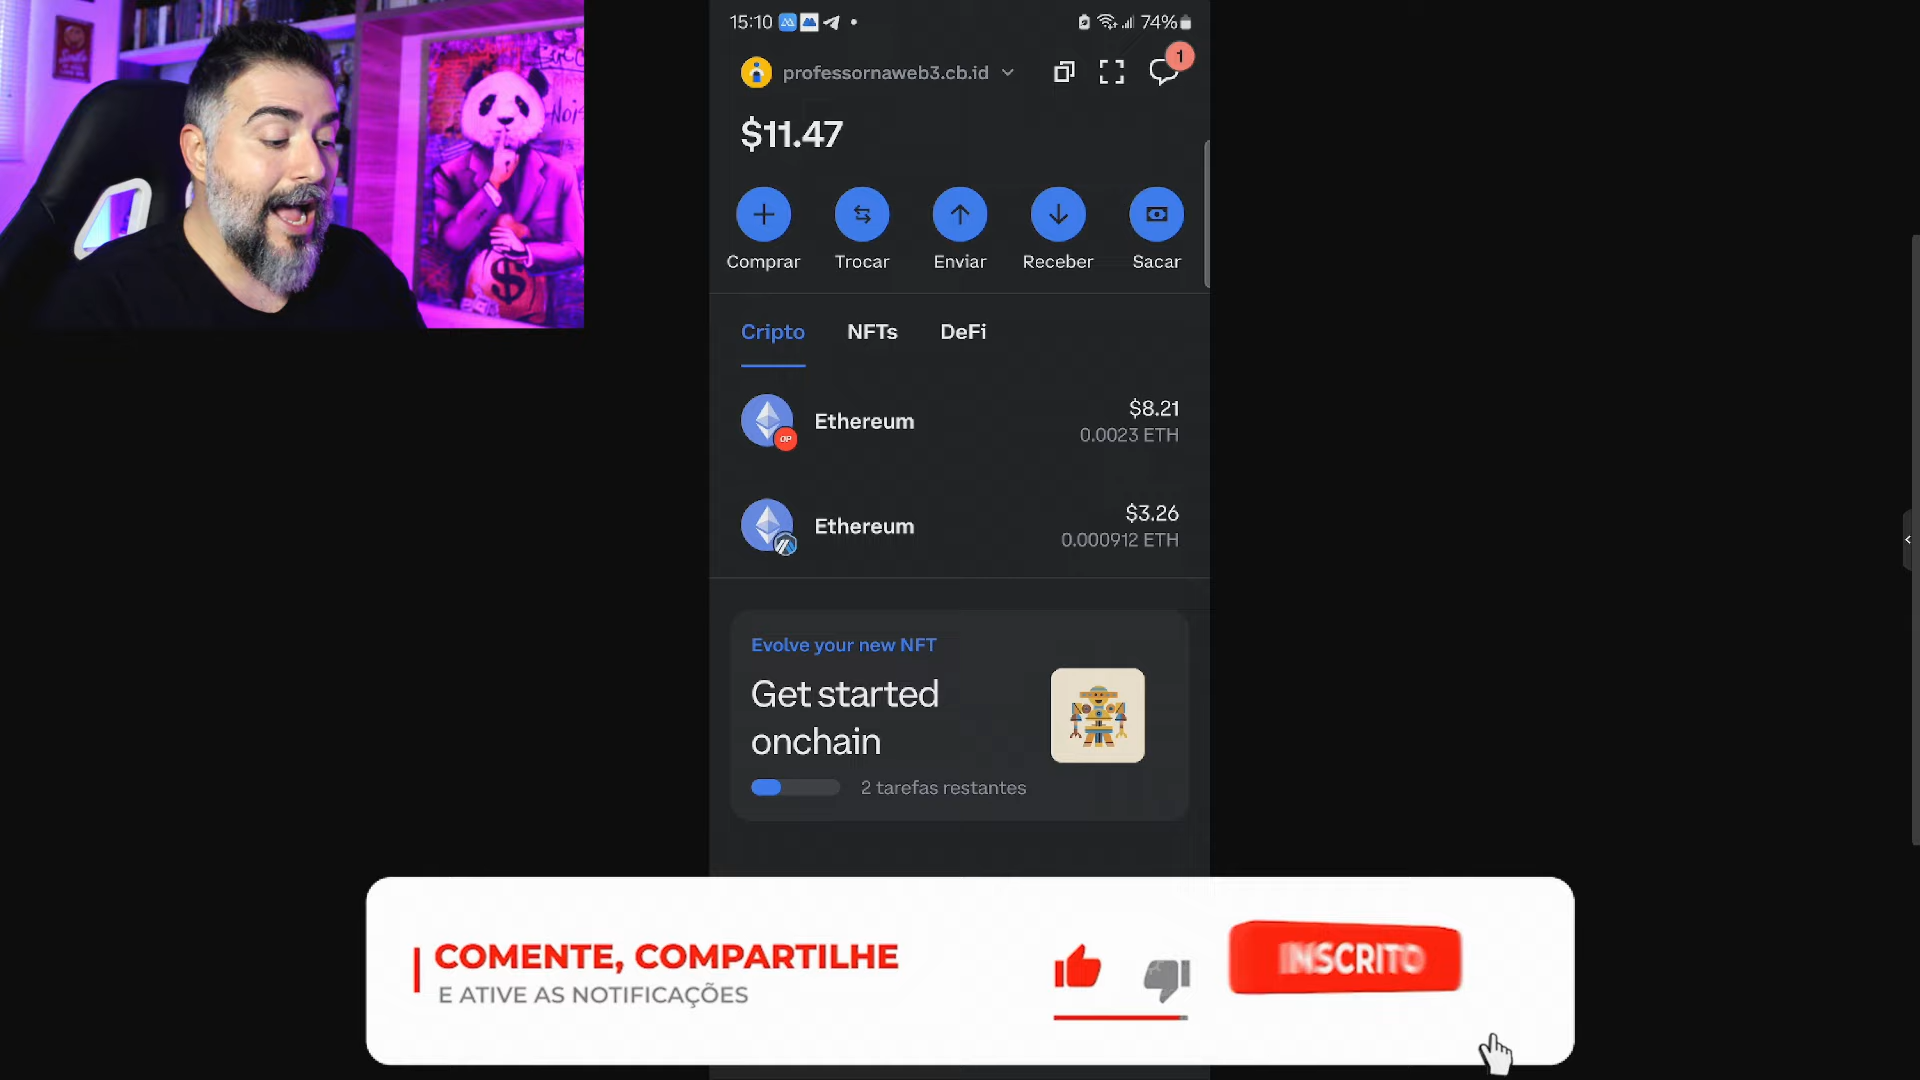 15:10
74%
professornaweb3.cb.id
1
$11.47
Comprar
Trocar
Enviar
Receber
Sacar
Cripto
NFTs
DeFi
OP
Ethereum
$8.21
0.0023 ETH
Ethereum
$3.26
0.000912 ETH
Evolve your new NFT
Get started
onchain
2 tarefas restantes
COMENTE, COMPARTILHE
E ATIVE AS NOTIFICAÇÕES
INSCRITO
$